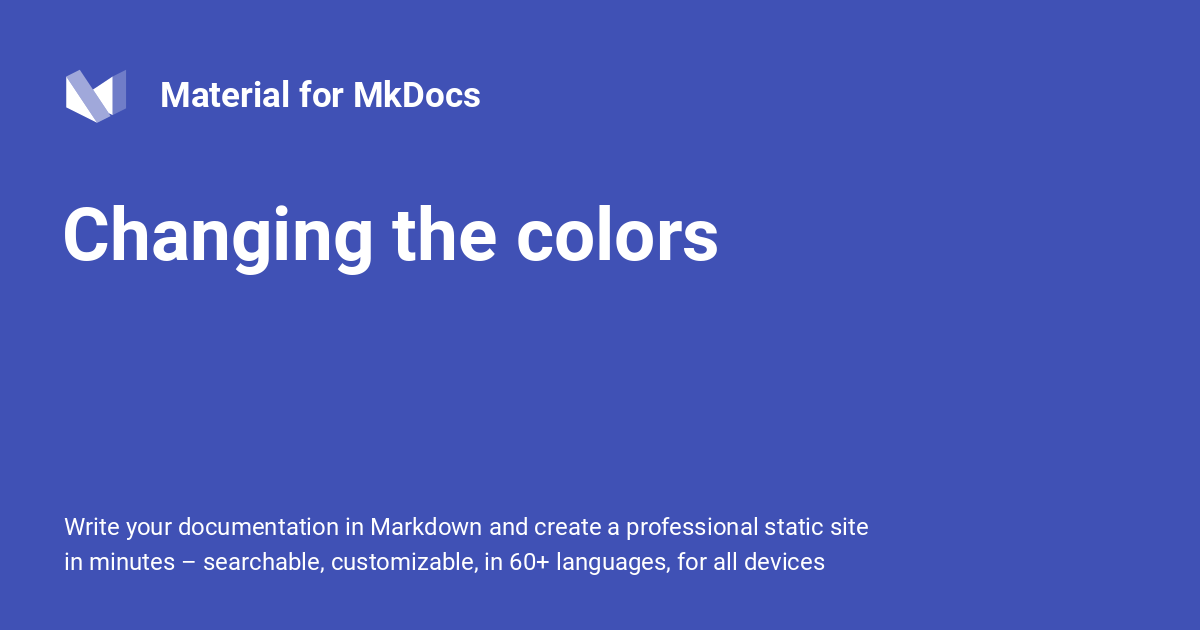 Material for MkDocs
Changing the colors
Write your documentation in Markdown and create a professional static site
in minutes – searchable, customizable, in 60+ languages, for all devices